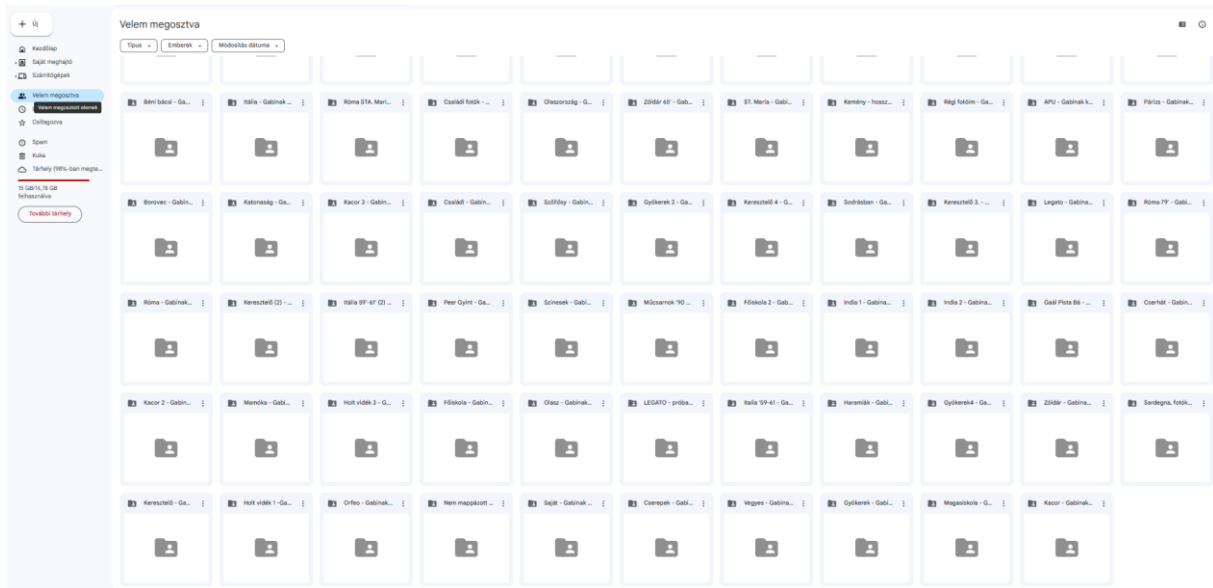 Új
Kezdőlap
Saját meghajtó
Számítógépek
Velem megosztva
Velem megosztott elemek
Csillagozva
Spam
Kuka
Tárhely (98%-ban megte...
15 GB/14,78 GB
felhasználva
További tárhely
Velem megosztva
Típus
Emberek
Módosítás dátuma
Béni bácsi - Ga...
Itália - Gabinak ...
Róma STA. Mari...
Családi fotók - ...
Olaszország - G...
Zöldár 65' - Gab...
ST. Maria - Gabi...
Kemény - hossz...
Régi fotóim - Ga...
APU - Gabinak k...
Párizs - Gabinak...
Borovec - Gabin...
Katonaság - Ga...
Kacor 3 - Gabin...
Családi - Gabin...
Szőllősy - Gabin...
Gyökerek 2 - Ga...
Keresztelő 4 - G...
Sodrásban - Ga...
Keresztelő 3. - ...
Legato - Gabina...
Róma 79' - Gabi...
Róma - Gabinak...
Keresztelő (2) - ...
Itália 59'-61' (2) ...
Peer Gyint - Ga...
Színesek - Gabi...
Műcsarnok '90 ...
Főiskola 2 - Gab...
India 1 - Gabina...
India 2 - Gabina...
Gaál Pista Bá - ...
Cserhát - Gabin...
Kacor 2 - Gabin...
Mamóka - Gabi...
Holt vidék 3 - G...
Főiskola - Gabin...
Olasz - Gabinak...
LEGATO - próba...
Italia '59-61 - Ga...
Haramiák - Gabi...
Gyökerek4 - Ga...
Zöldár - Gabina...
Sardegna, fotók...
Keresztelő - Ga...
Holt vidék 1 -Ga...
Orfeo - Gabinak...
Nem mappázott ...
Saját - Gabinak ...
Cserepek - Gabi...
Vegyes - Gabina...
Gyökerek - Gabi...
Magasiskola - G...
Kacor - Gabinak...